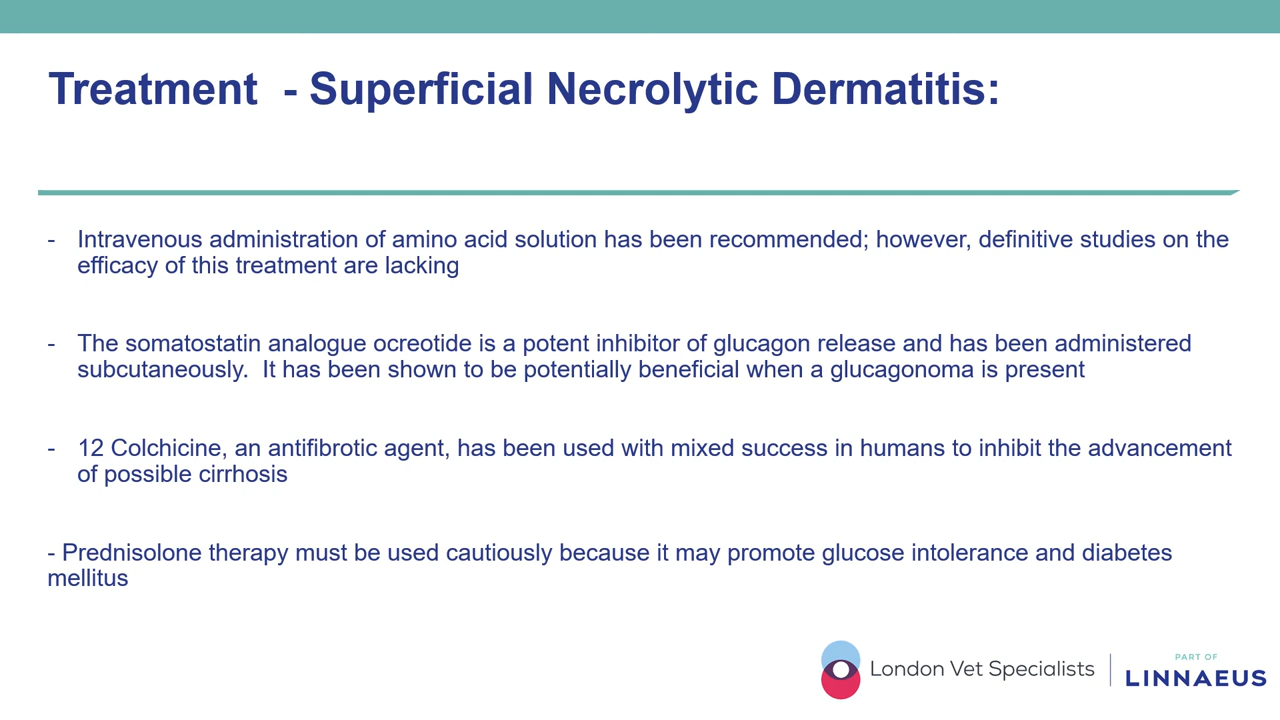 Treatment  - Superficial Necrolytic Dermatitis:
- Intravenous administration of amino acid solution has been recommended; however, definitive studies on the
efficacy of this treatment are lacking
- The somatostatin analogue ocreotide is a potent inhibitor of glucagon release and has been administered
subcutaneously.  It has been shown to be potentially beneficial when a glucagonoma is present
- 12 Colchicine, an antifibrotic agent, has been used with mixed success in humans to inhibit the advancement
of possible cirrhosis
- Prednisolone therapy must be used cautiously because it may promote glucose intolerance and diabetes
mellitus
London Vet Specialists
PART OF
LINNAEUS